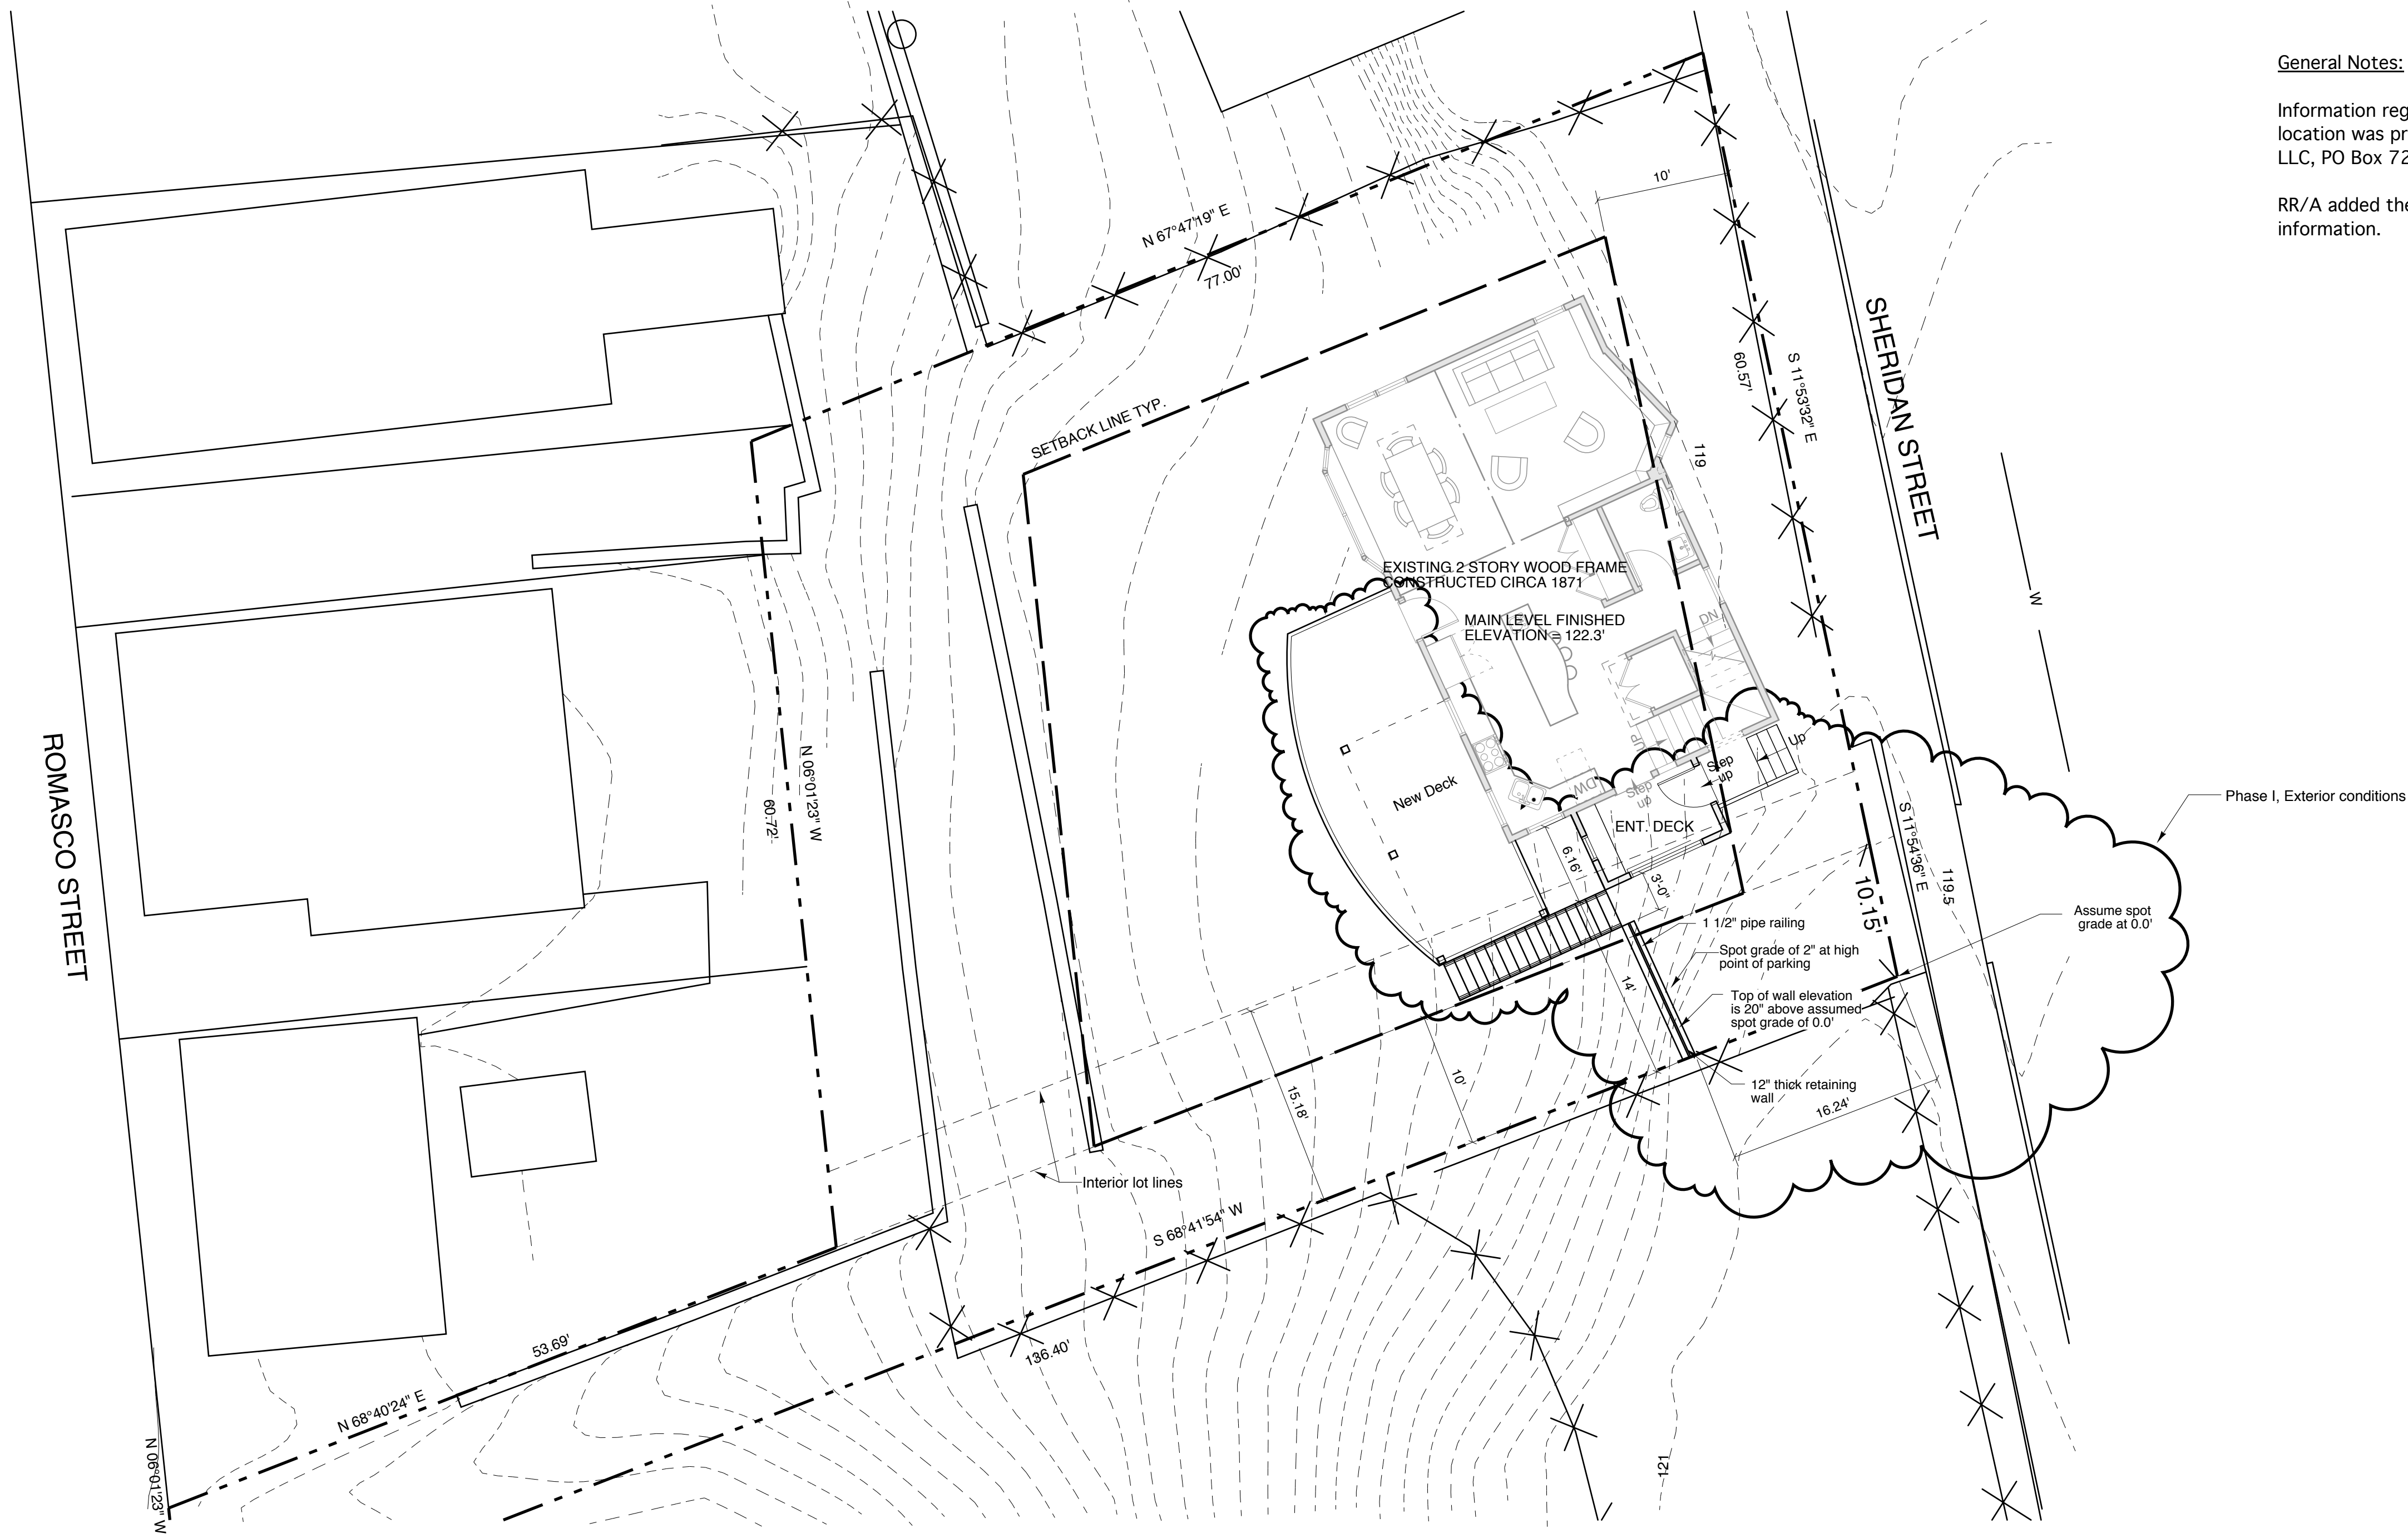 General Notes:
Information reg
location was pr
LLC, PO Box 72
RR/A added the
information.
10'
N 67°47'19" E
77.00'
SHERIDAN STREET
S 11°53'32" E
60.57'
SETBACK LINE TYP.
119
EXISTING 2 STORY WOOD FRAME
CONSTRUCTED CIRCA 1871
W
MAIN LEVEL FINISHED
ELEVATION = 122.3'
DN
ROMASCO STREET
N 06°01'23" W
60.72'
UP
Up
Step
up
New Deck
DW
Step
up
ENT. DECK
Phase I, Exterior conditions
6.16'
3'-0"
S 11°54'36" E
10.15'
119.5
Assume spot
grade at 0.0'
1 1/2" pipe railing
Spot grade of 2" at high
point of parking
14'
Top of wall elevation
is 20" above assumed
spot grade of 0.0'
12" thick retaining
wall
16.24'
10'
15.18'
Interior lot lines
S 68°41'54" W
136.40'
53.69'
N 68°40'24" E
N 06°01'23" W
121